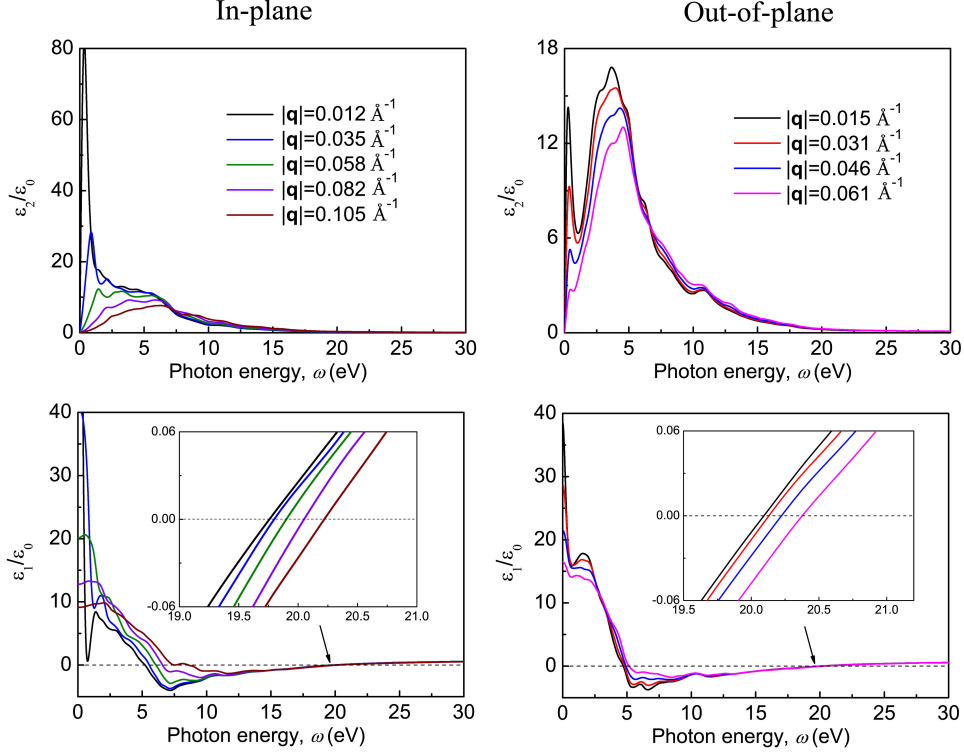 In-plane
Out-of-plane
80
60
40
20
0
ε2/ε0
|q|=0.012 Å-1
|q|=0.035 Å-1
|q|=0.058 Å-1
|q|=0.082 Å-1
|q|=0.105 Å-1
0 5 10 15 20 25 30
Photon energy, ω (eV)
18
12
6
0
ε2/ε0
|q|=0.015 Å-1
|q|=0.031 Å-1
|q|=0.046 Å-1
|q|=0.061 Å-1
0 5 10 15 20 25 30
Photon energy, ω (eV)
40
30
20
10
0
ε1/ε0
0.06
0.00
-0.06
19.0 19.5 20.0 20.5 21.0
0 5 10 15 20 25 30
Photon energy, ω (eV)
40
30
20
10
0
ε1/ε0
0.06
0.00
-0.06
19.5 20.0 20.5 21.0
0 5 10 15 20 25 30
Photon energy, ω (eV)